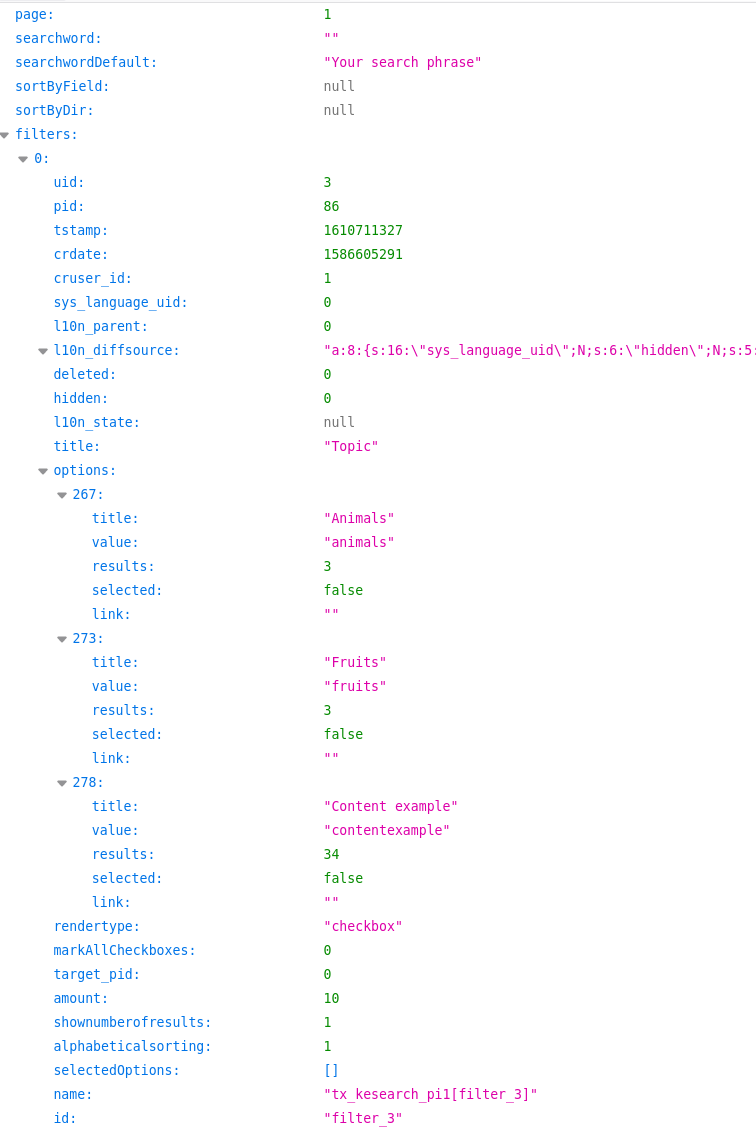 page: 1
searchword: ""
searchwordDefault: "Your search phrase"
sortByField: null
sortByDir: null
filters:
0:
uid: 3
pid: 86
tstamp: 1610711327
crdate: 1586605291
cruser_id: 1
sys_language_uid: 0
l10n_parent: 0
l10n_diffsource: "a:8:{s:16:\"sys_language_uid\";N;s:6:\"hidden\";N;s:5:
deleted: 0
hidden: 0
l10n_state: null
title: "Topic"
options:
267:
title: "Animals"
value: "animals"
results: 3
selected: false
link: ""
273:
title: "Fruits"
value: "fruits"
results: 3
selected: false
link: ""
278:
title: "Content example"
value: "contentexample"
results: 34
selected: false
link: ""
rendertype: "checkbox"
markAllCheckboxes: 0
target_pid: 0
amount: 10
shownumberofresults: 1
alphabeticalsorting: 1
selectedOptions: []
name: "tx_kesearch_pi1[filter_3]"
id: "filter_3"